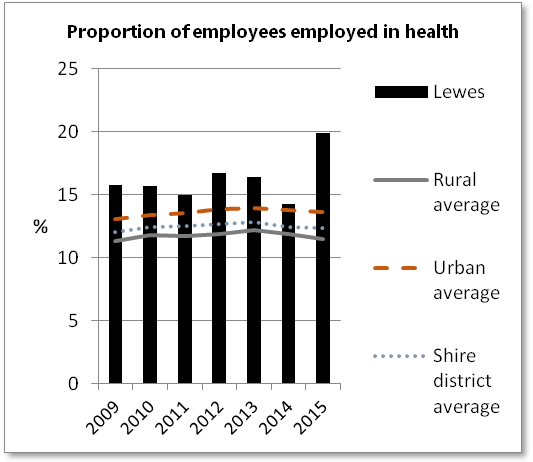 Proportion of employees employed in health
25
20
15
10
5
0
%
2009
2010
2011
2012
2013
2014
2015
Lewes
Rural
average
Urban
average
Shire
district
average